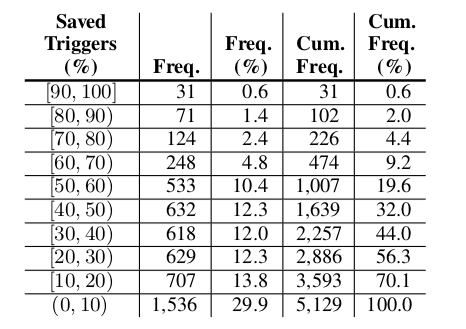 Saved Triggers (%) Freq. Freq. (%) Cum. Freq. Cum. Freq. (%)
[90, 100] 31 0.6 31 0.6
[80, 90) 71 1.4 102 2.0
[70, 80) 124 2.4 226 4.4
[60, 70) 248 4.8 474 9.2
[50, 60) 533 10.4 1,007 19.6
[40, 50) 632 12.3 1,639 32.0
[30, 40) 618 12.0 2,257 44.0
[20, 30) 629 12.3 2,886 56.3
[10, 20) 707 13.8 3,593 70.1
(0, 10) 1,536 29.9 5,129 100.0